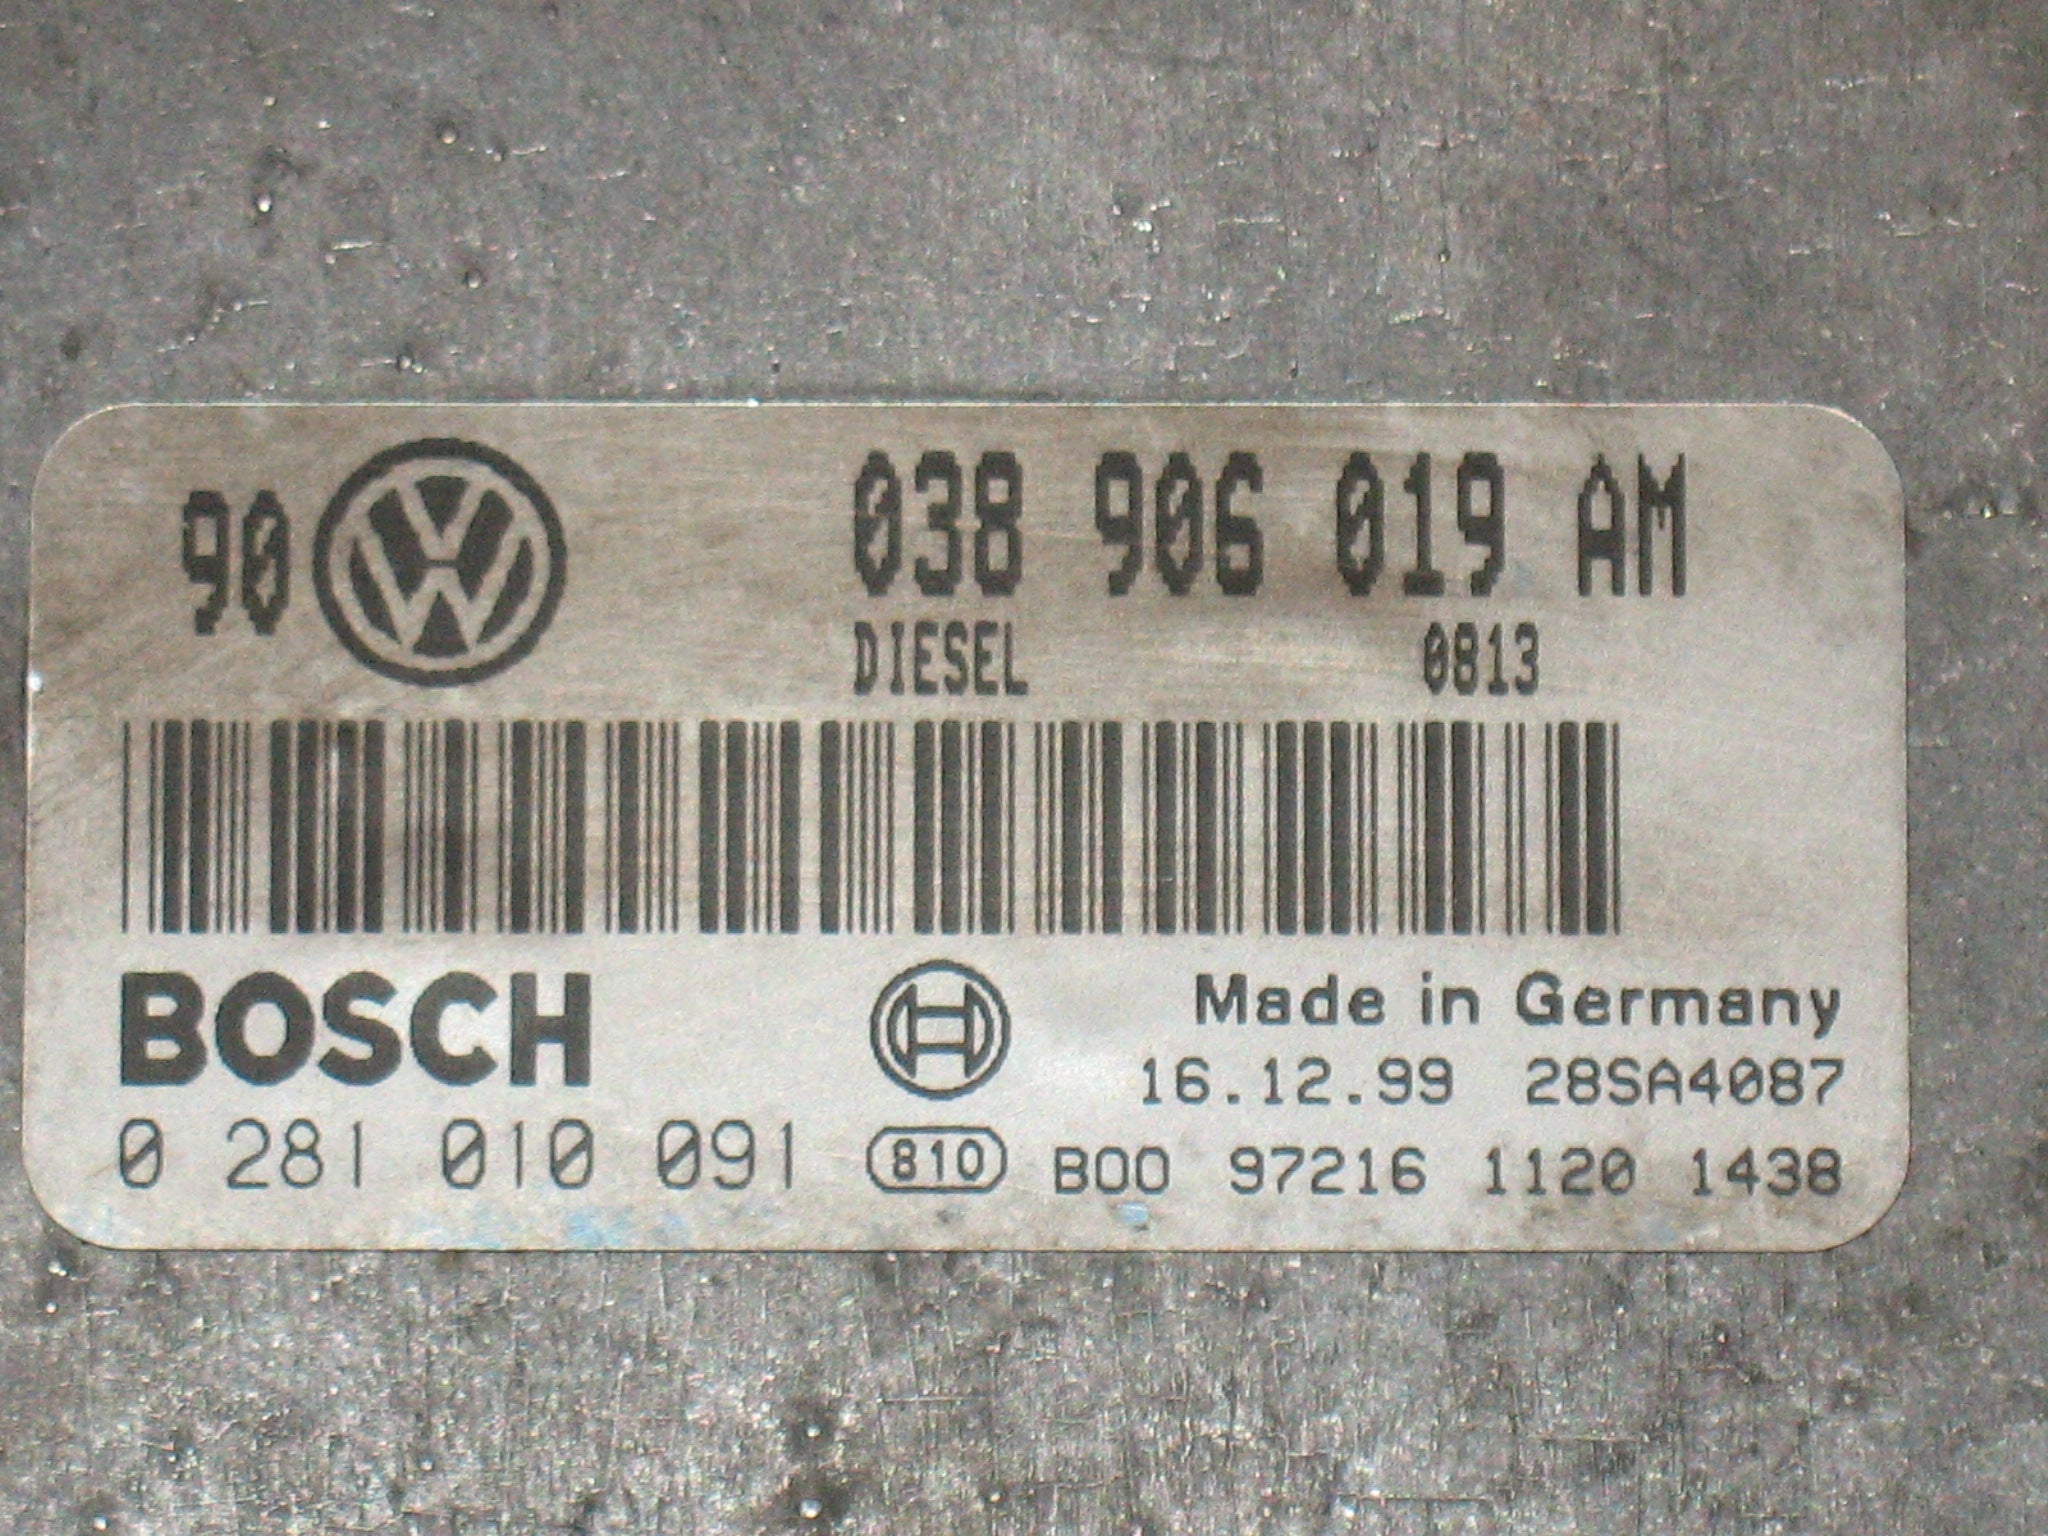 90 038 906 019 AM
DIESEL 0813
BOSCH Made in Germany
16.12.99 28SA4087
0 281 010 091 810 B00 97216 1120 1438